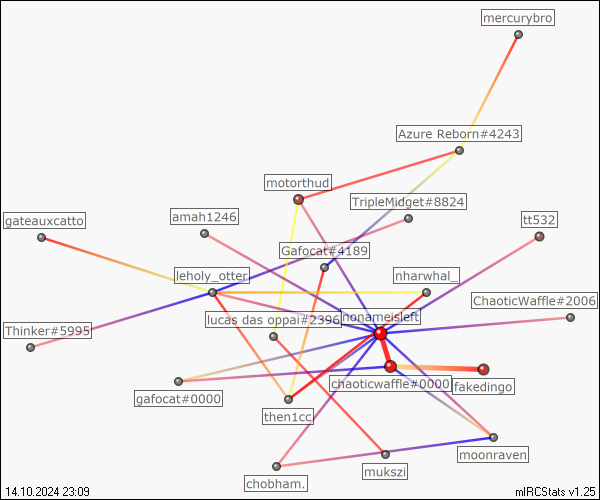 mercurybro
Azure Reborn#4243
motorthud
TripleMidget#8824
gateauxcatto
amah1246
tt532
Gafocat#4189
leholy_otter
nharwhal_
ChaoticWaffle#2006
lucas das oppai#2396
nonameisleft
Thinker#5995
chaoticwaffle#0000
fakedingo
gafocat#0000
then1cc
moonraven
mukszi
chobham.
14.10.2024 23:09
mIRCStats v1.25